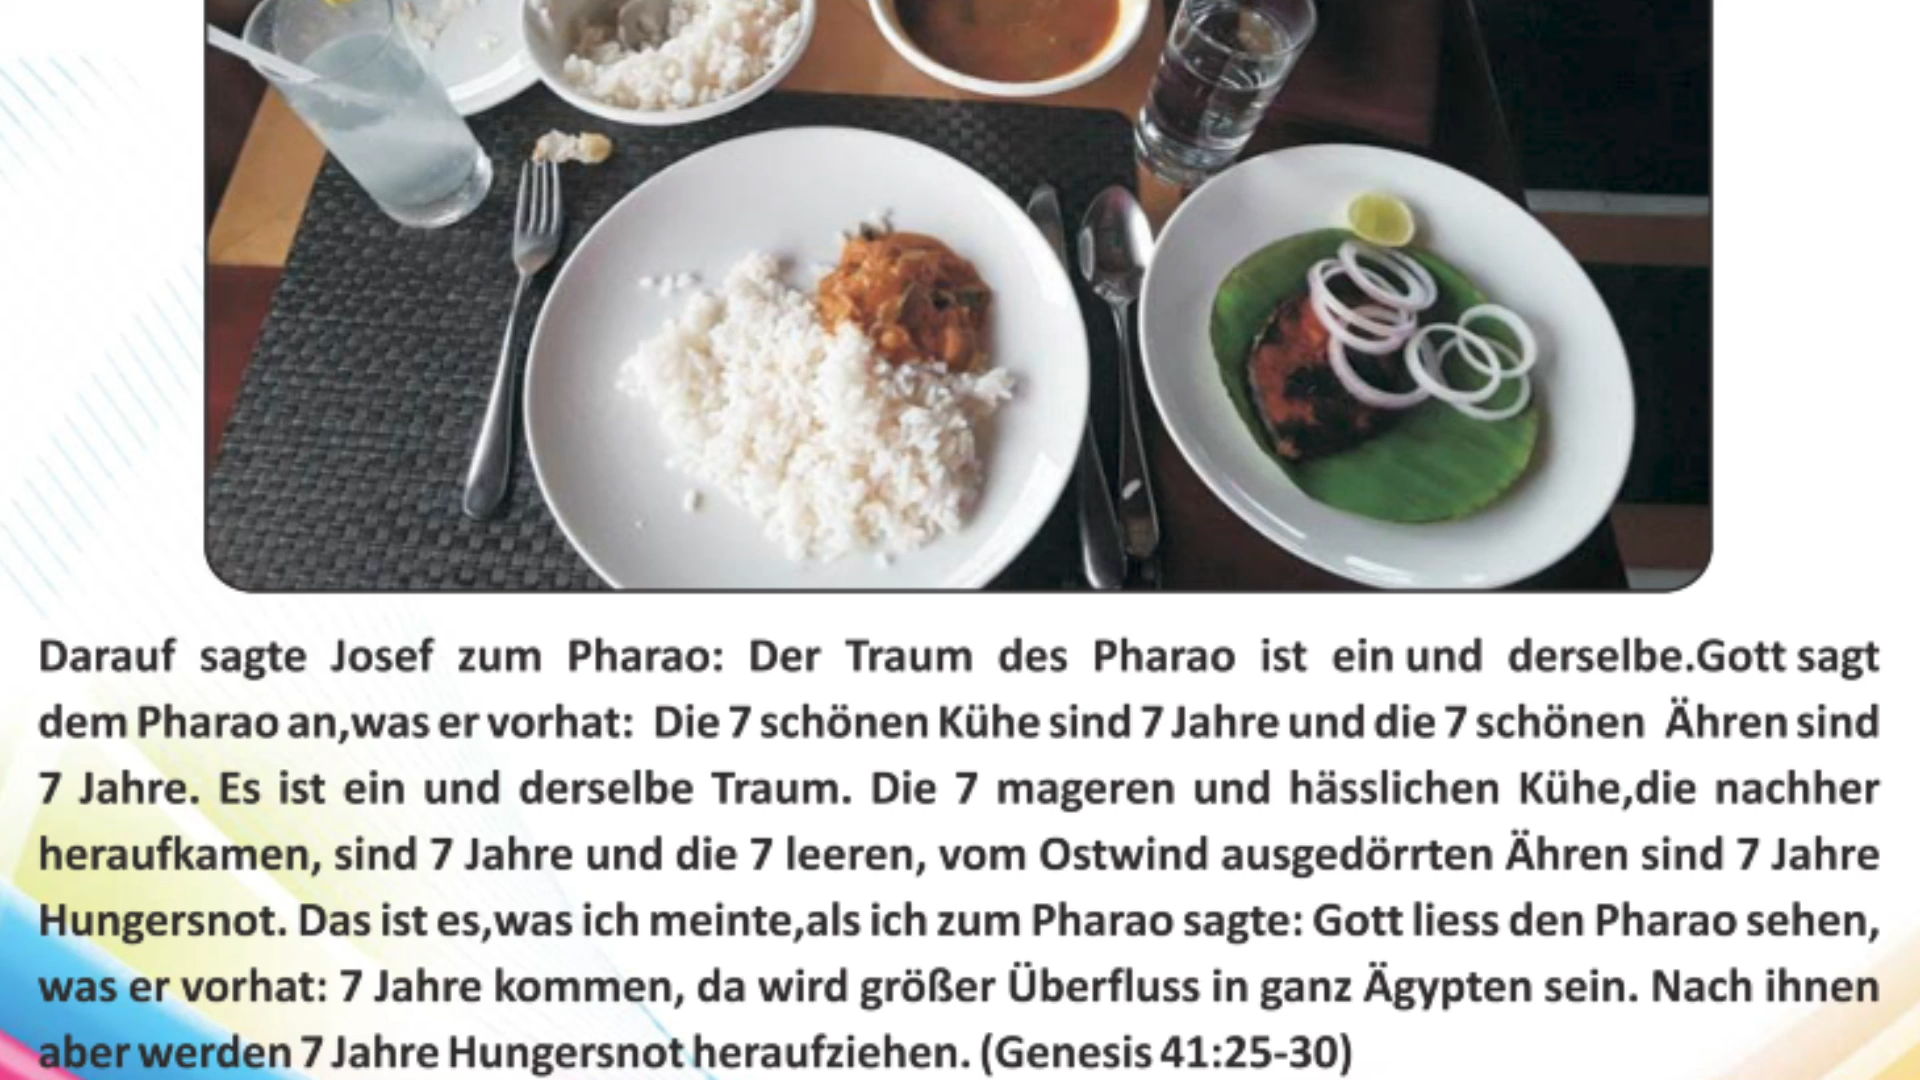 Darauf sagte Josef zum Pharao: Der Traum des Pharao ist ein und derselbe.Gott sagt
dem Pharao an,was er vorhat: Die 7 schönen Kühe sind 7 Jahre und die 7 schönen Ähren sind
7 Jahre. Es ist ein und derselbe Traum. Die 7 mageren und hässlichen Kühe,die nachher
heraufkamen, sind 7 Jahre und die 7 leeren, vom Ostwind ausgedörrten Ähren sind 7 Jahre
Hungersnot. Das ist es,was ich meinte,als ich zum Pharao sagte: Gott liess den Pharao sehen,
was er vorhat: 7 Jahre kommen, da wird größer Überfluss in ganz Ägypten sein. Nach ihnen
aber werden 7 Jahre Hungersnot heraufziehen. (Genesis 41:25-30)